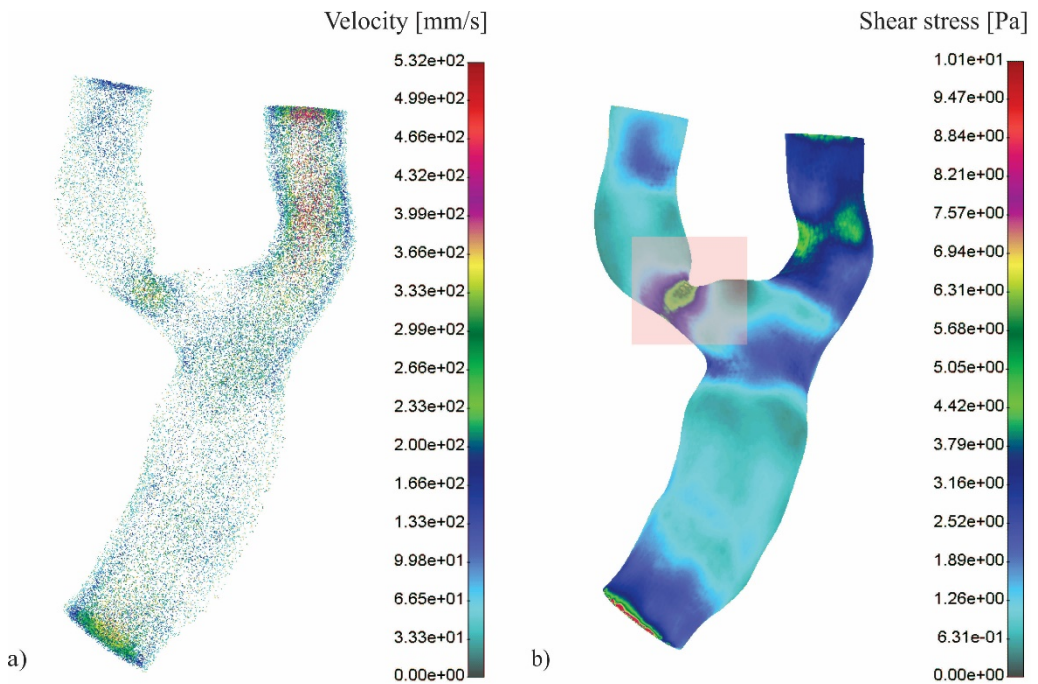 Velocity [mm/s]
5.32e+02
4.99e+02
4.66e+02
4.32e+02
3.99e+02
3.66e+02
3.33e+02
2.99e+02
2.66e+02
2.33e+02
2.00e+02
1.66e+02
1.33e+02
9.98e+01
6.65e+01
3.33e+01
0.00e+00
a)
Shear stress [Pa]
1.01e+01
9.47e+00
8.84e+00
8.21e+00
7.57e+00
6.94e+00
6.31e+00
5.68e+00
5.05e+00
4.42e+00
3.79e+00
3.16e+00
2.52e+00
1.89e+00
1.26e+00
6.31e-01
0.00e+00
b)